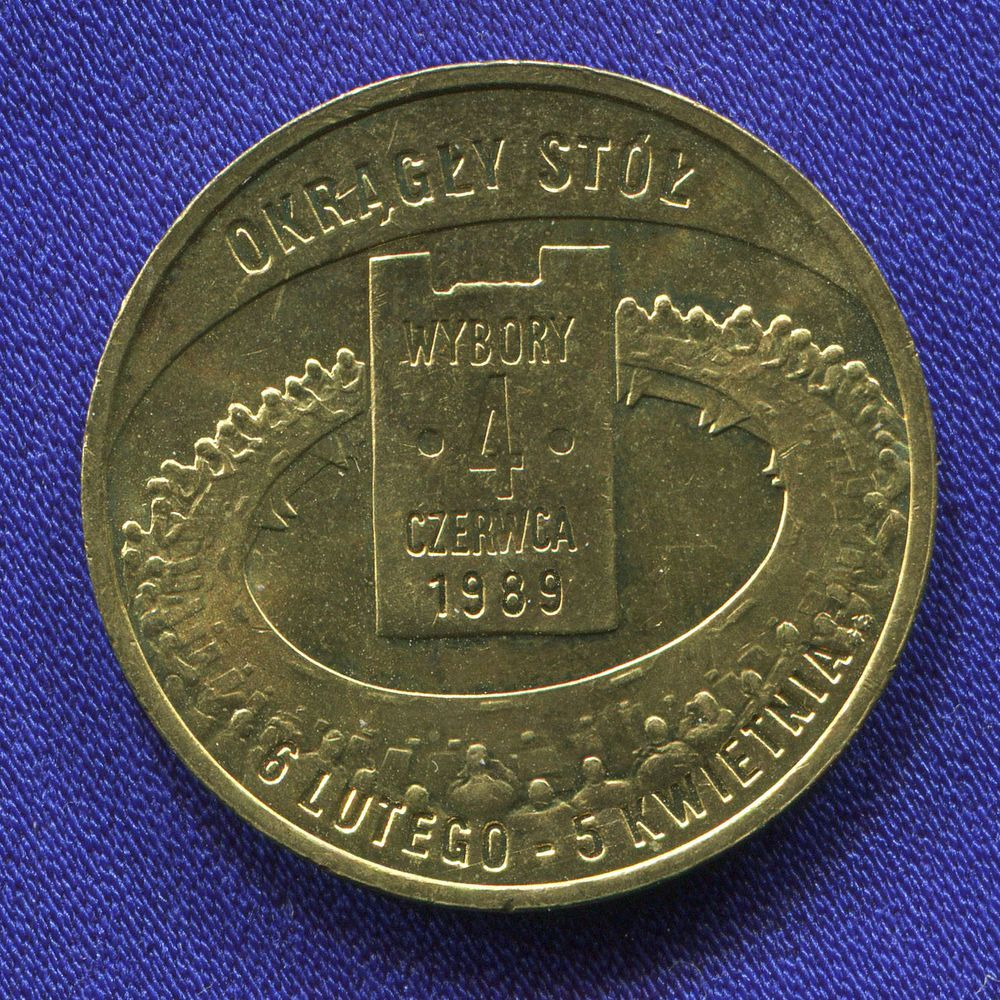 OKRĄGŁY STÓŁ
WYBORY
· 4 ·
CZERWCA
1989
6 LUTEGO - 5 KWIETNIA